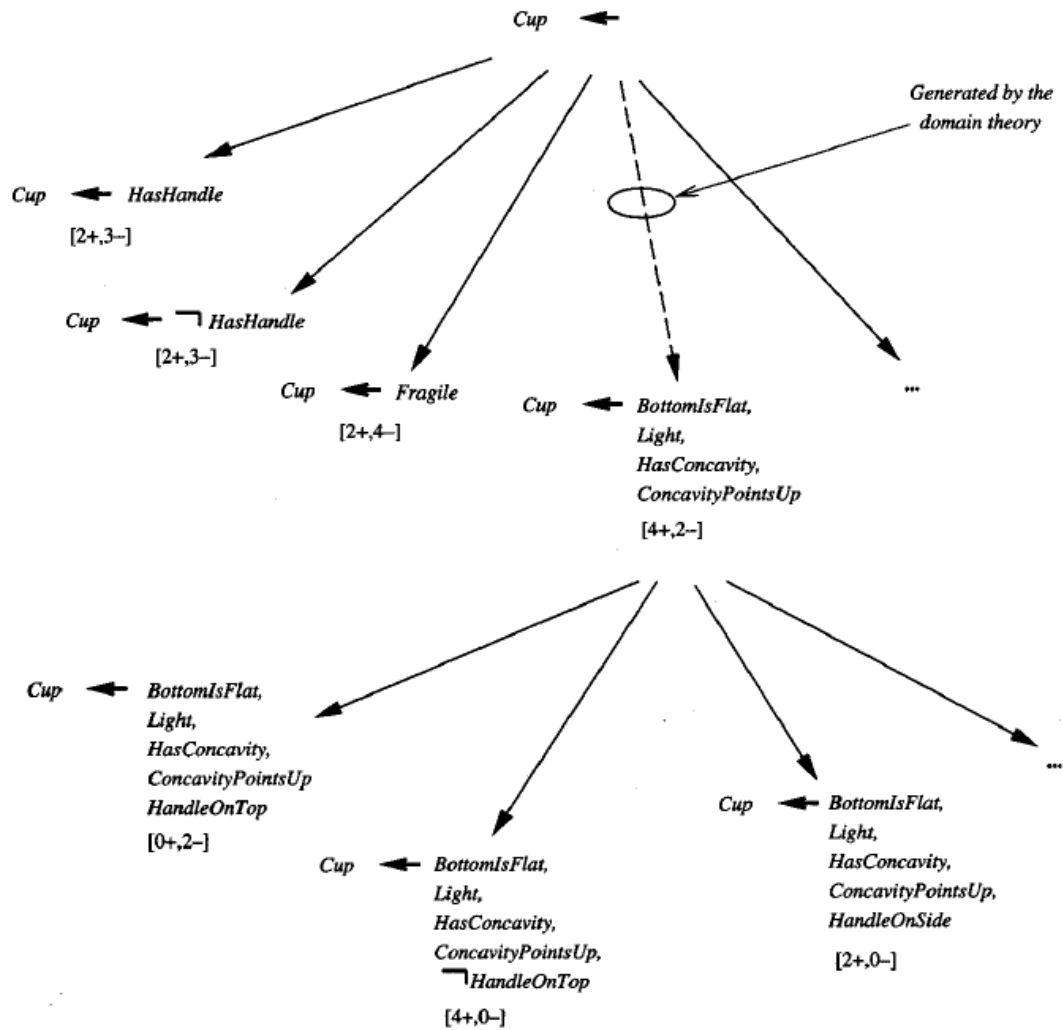 Cup ←
Generated by the
domain theory
Cup ← HasHandle
[2+,3–]
Cup ← ¬HasHandle
[2+,3–]
Cup ← Fragile
[2+,4–]
Cup ← BottomIsFlat,
Light,
HasConcavity,
ConcavityPointsUp
[4+,2–]
...
Cup ← BottomIsFlat,
Light,
HasConcavity,
ConcavityPointsUp
HandleOnTop
[0+,2–]
Cup ← BottomIsFlat,
Light,
HasConcavity,
ConcavityPointsUp,
¬HandleOnTop
[4+,0–]
Cup ← BottomIsFlat,
Light,
HasConcavity,
ConcavityPointsUp,
HandleOnSide
[2+,0–]
...